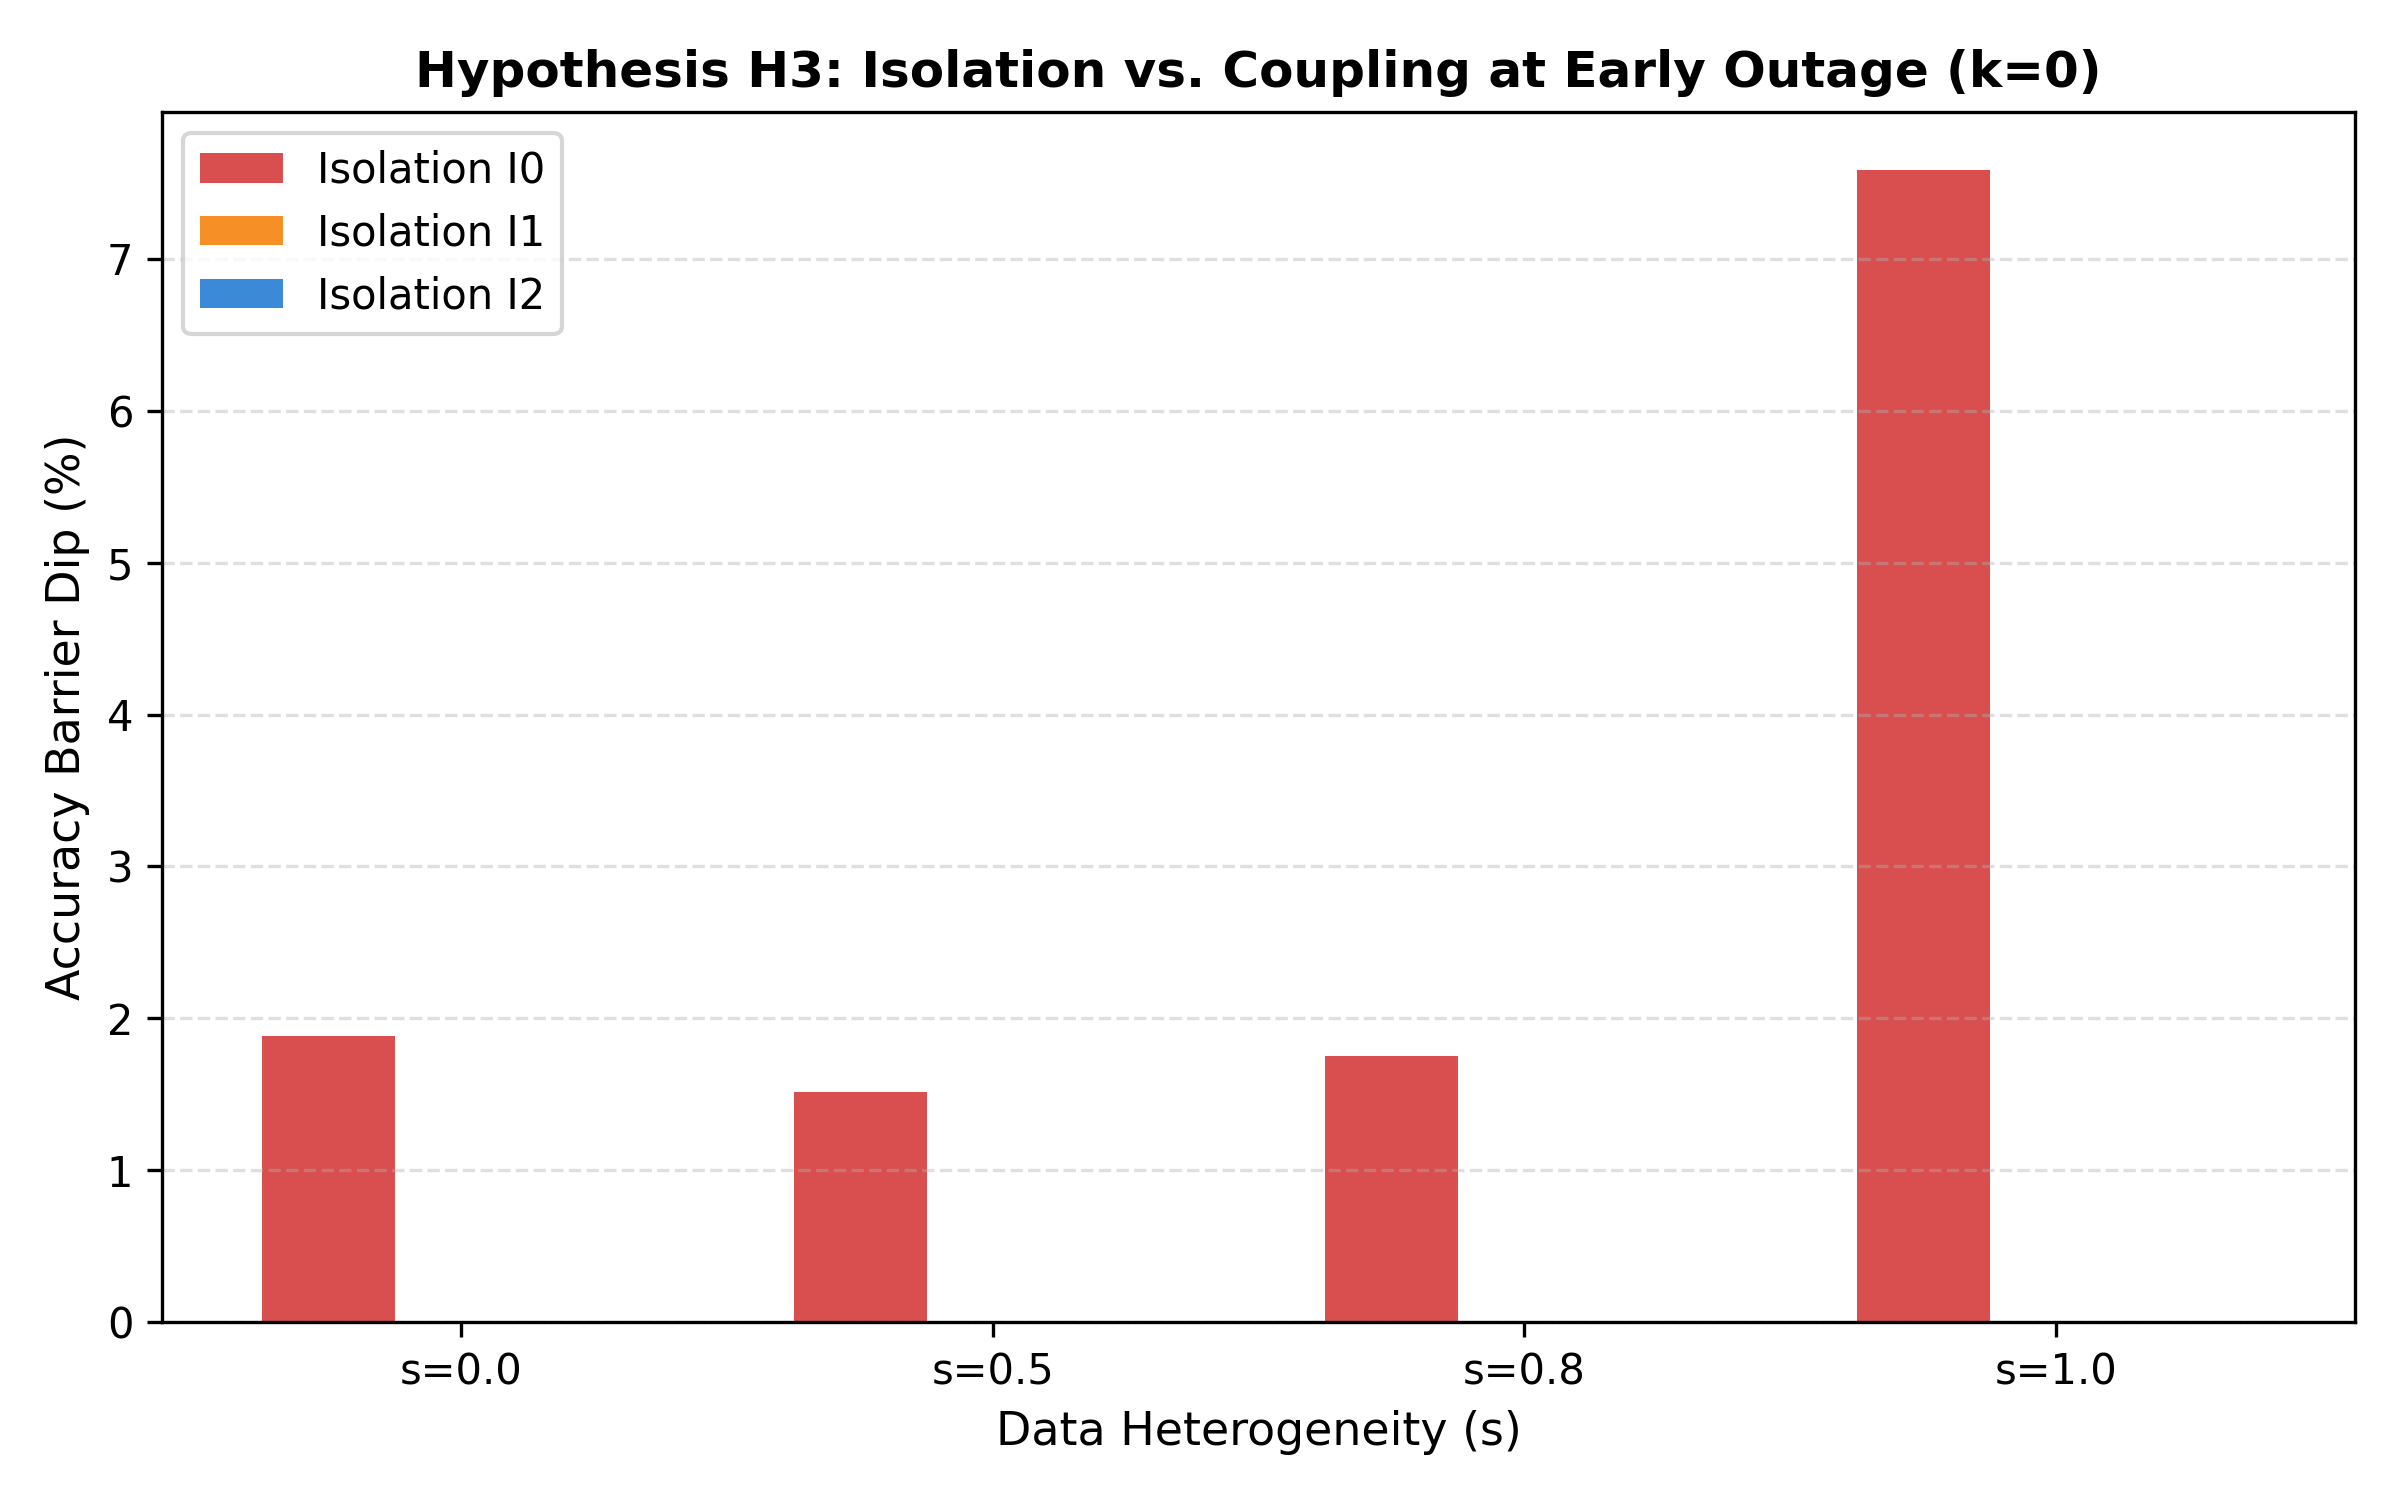 Hypothesis H3: Isolation vs. Coupling at Early Outage (k=0)
Isolation I0
Isolation I1
Isolation I2
Accuracy Barrier Dip (%)
7
6
5
4
3
2
1
0
s=0.0 s=0.5 s=0.8 s=1.0
Data Heterogeneity (s)